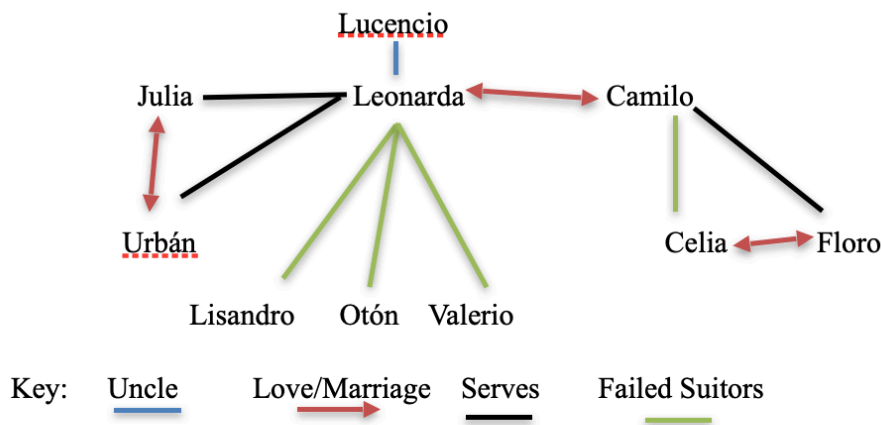 Lucencio
Julia Leonarda Camilo
Urbán Celia Floro
Lisandro Otón Valerio
Key: Uncle Love/Marriage Serves Failed Suitors